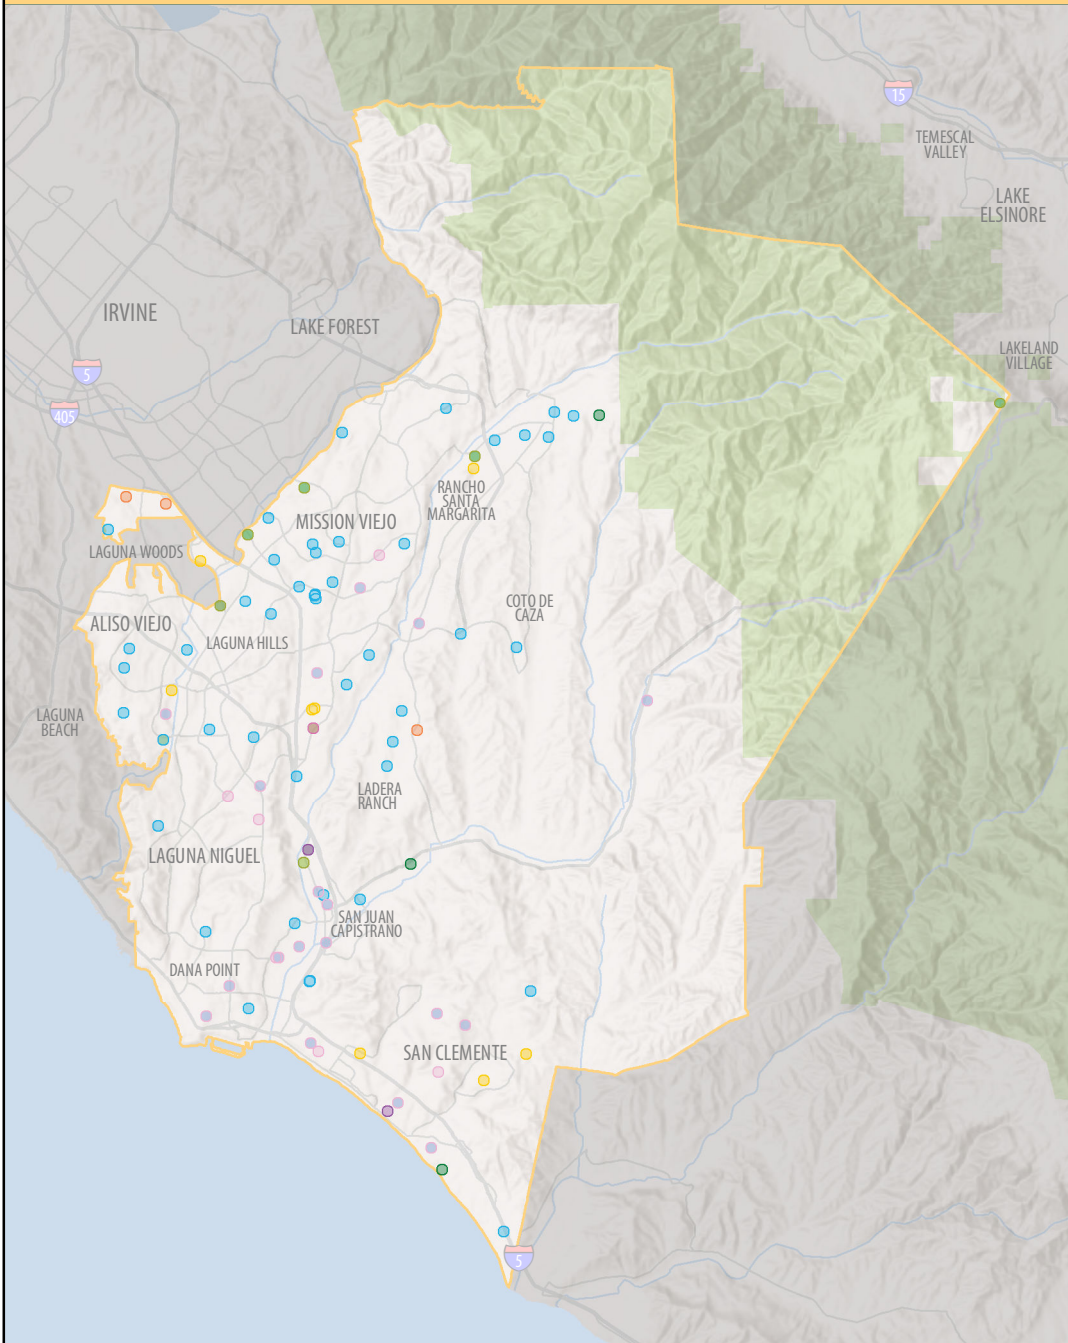 15
TEMESCAL
VALLEY
LAKE
ELSINORE
IRVINE
LAKE FOREST
LAKELAND
VILLAGE
5
405
RANCHO
SANTA
MARGARITA
MISSION VIEJO
LAGUNA WOODS
COTO DE
CAZA
ALISO VIEJO
LAGUNA HILLS
LAGUNA
BEACH
LADERA
RANCH
LAGUNA NIGUEL
SAN JUAN
CAPISTRANO
DANA POINT
SAN CLEMENTE
5